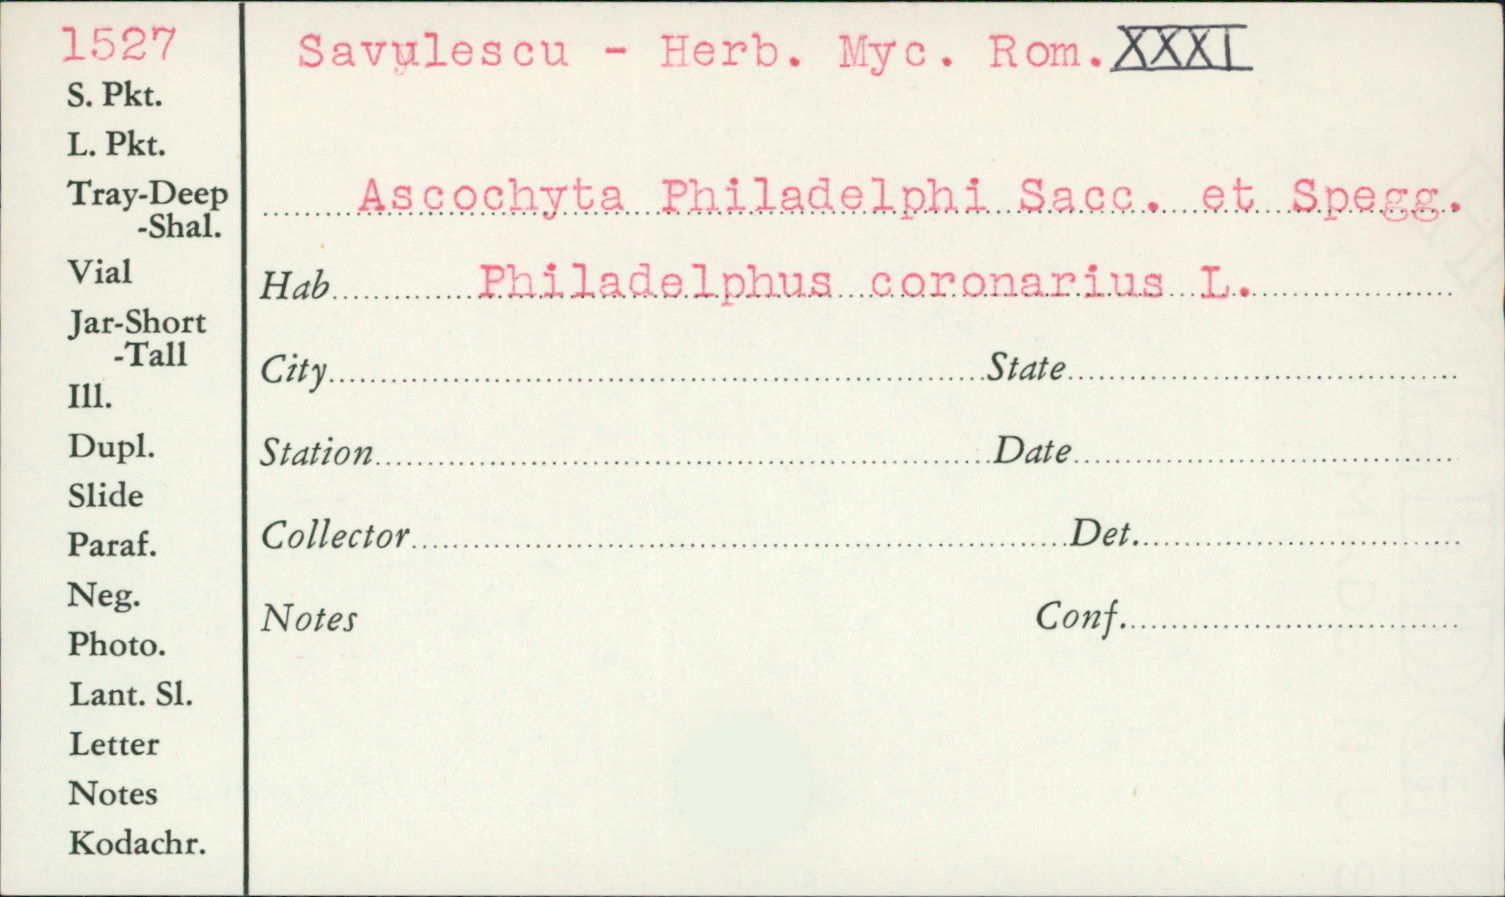 1527
Savulescu - Herb. Myc. Rom. XXXI
S. Pkt.
L. Pkt.
Tray-Deep
-Shal.
Ascochyta Philadelphi Sacc. et Spegg.
Vial
Hab Philadelphus coronarius L.
Jar-Short
-Tall
City State
Ill.
Dupl.
Station Date
Slide
Paraf.
Collector Det.
Neg.
Notes Conf.
Photo.
Lant. Sl.
Letter
Notes
Kodachr.